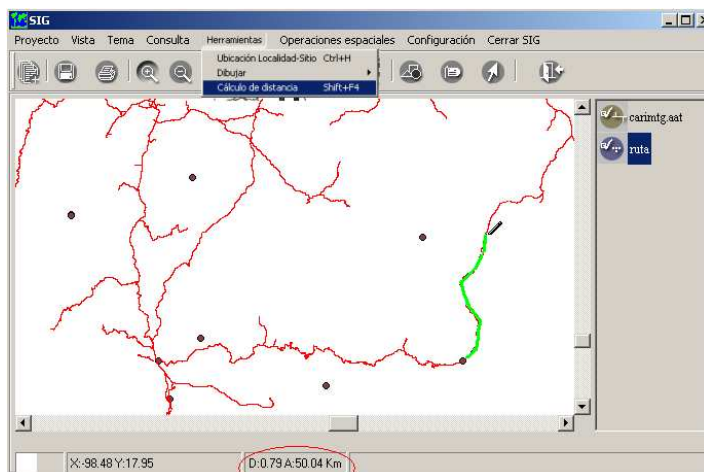 SIG
Proyecto Vista Tema Consulta Herramientas Operaciones espaciales Configuración Cerrar SIG
Ubicación Localidad-Sitio Ctrl+H
Dibujar
Cálculo de distancia Shift+F4
carimtg.aat
ruta
X:-98.48 Y:17.95 D:0.79 A:50.04 Km